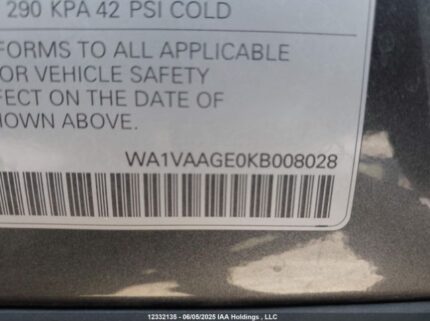 290 KPA 42 PSI COLD
FORMS TO ALL APPLICABLE
OR VEHICLE SAFETY
FECT ON THE DATE OF
HOWN ABOVE.
WA1VAAGE0KB008028
12332135 - 06/05/2025 IAA Holdings , LLC